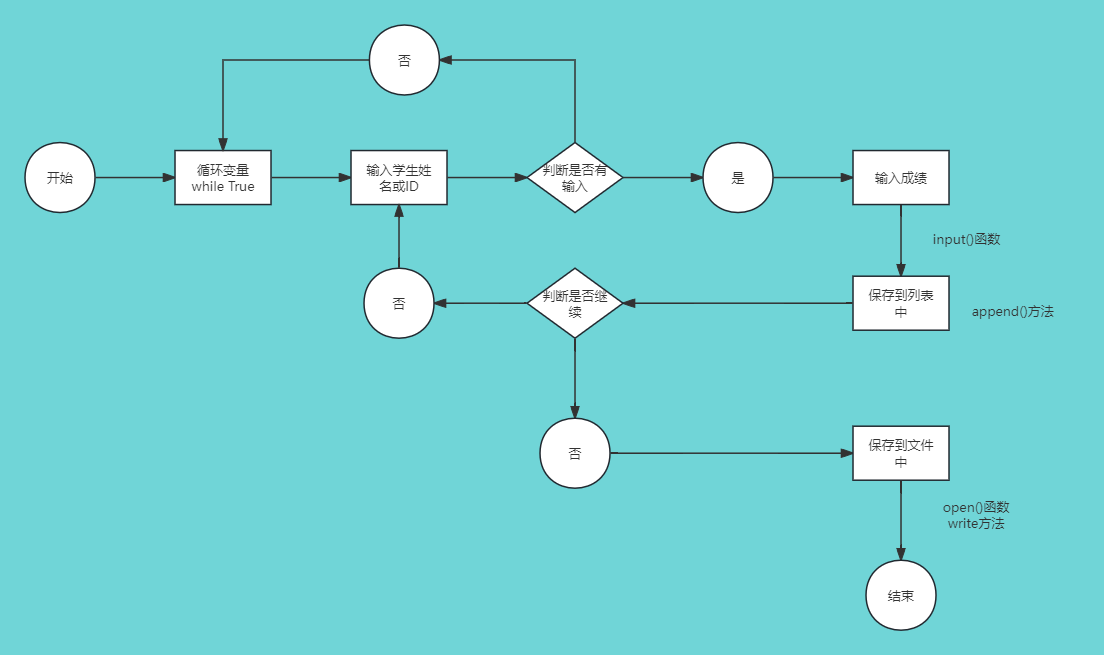 否
开始
循环变量
while True
输入学生姓
名或ID
判断是否有
输入
是
输入成绩
input()函数
否
判断是否继
续
保存到列表
中
append()方法
否
保存到文件
中
open()函数
write方法
结束